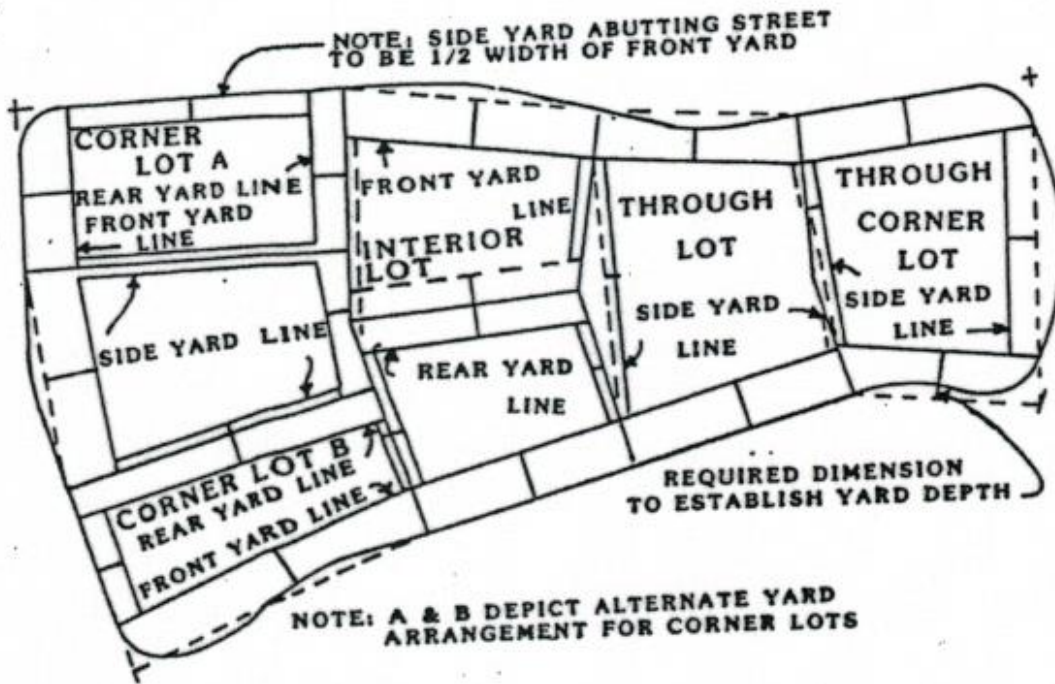 NOTE: SIDE YARD ABUTTING STREET
TO BE 1/2 WIDTH OF FRONT YARD
CORNER
LOT A
REAR YARD LINE
FRONT YARD
LINE
FRONT YARD
LINE
INTERIOR
LOT
THROUGH
LOT
THROUGH
CORNER
LOT
SIDE YARD
LINE
SIDE YARD
LINE
SIDE YARD LINE
REAR YARD
LINE
CORNER LOT B
REAR YARD LINE
FRONT YARD LINE
REQUIRED DIMENSION
TO ESTABLISH YARD DEPTH
NOTE: A & B DEPICT ALTERNATE YARD
ARRANGEMENT FOR CORNER LOTS